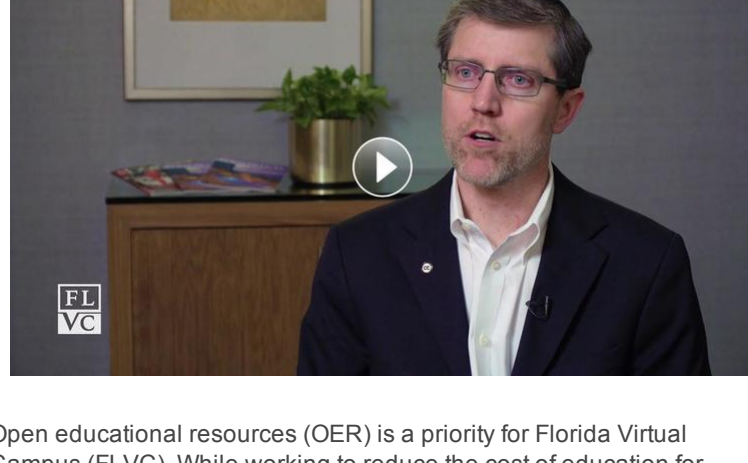 FL
VC
Open educational resources (OER) is a priority for Florida Virtual
Campus (FLVC). While working to reduce the cost of education for